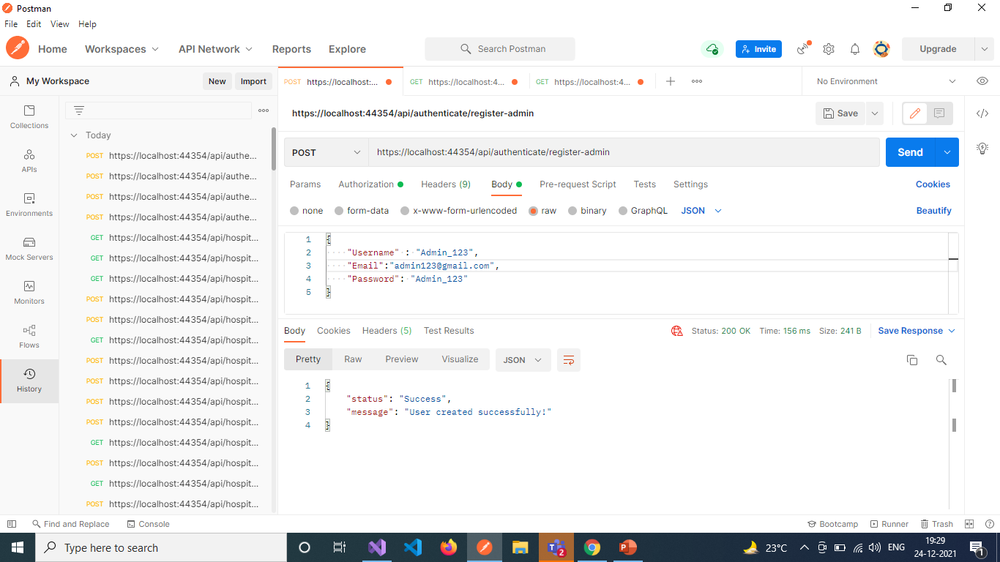 Postman
File Edit View Help
Home Workspaces API Network Reports Explore Search Postman Invite Upgrade
My Workspace New Import
POST https://localhost:... GET https://localhost:4... GET https://localhost:4... No Environment
Collections
APIs
Environments
Mock Servers
Monitors
Flows
History
Today
POST https://localhost:44354/api/authe...
POST https://localhost:44354/api/authe...
POST https://localhost:44354/api/authe...
POST https://localhost:44354/api/authe...
GET https://localhost:44354/api/hospit...
GET https://localhost:44354/api/hospit...
GET https://localhost:44354/api/hospit...
POST https://localhost:44354/api/hospit...
POST https://localhost:44354/api/hospit...
GET https://localhost:44354/api/hospit...
POST https://localhost:44354/api/hospit...
POST https://localhost:44354/api/hospit...
POST https://localhost:44354/api/hospit...
POST https://localhost:44354/api/hospit...
GET https://localhost:44354/api/hospit...
POST https://localhost:44354/api/hospit...
GET https://localhost:44354/api/hospit...
POST https://localhost:44354/api/hospit...
https://localhost:44354/api/authenticate/register-admin Save
POST https://localhost:44354/api/authenticate/register-admin Send
Params Authorization Headers (9) Body Pre-request Script Tests Settings Cookies
none form-data x-www-form-urlencoded raw binary GraphQL JSON Beautify
1 {
2 "Username" : "Admin_123",
3 "Email":"admin123@gmail.com",
4 "Password": "Admin_123"
5 }
Body Cookies Headers (5) Test Results Status: 200 OK Time: 156 ms Size: 241 B Save Response
Pretty Raw Preview Visualize JSON
1 {
2 "status": "Success",
3 "message": "User created successfully!"
4 }
Find and Replace Console Bootcamp Runner Trash
Type here to search 2 23°C ENG 19:29
24-12-2021 1